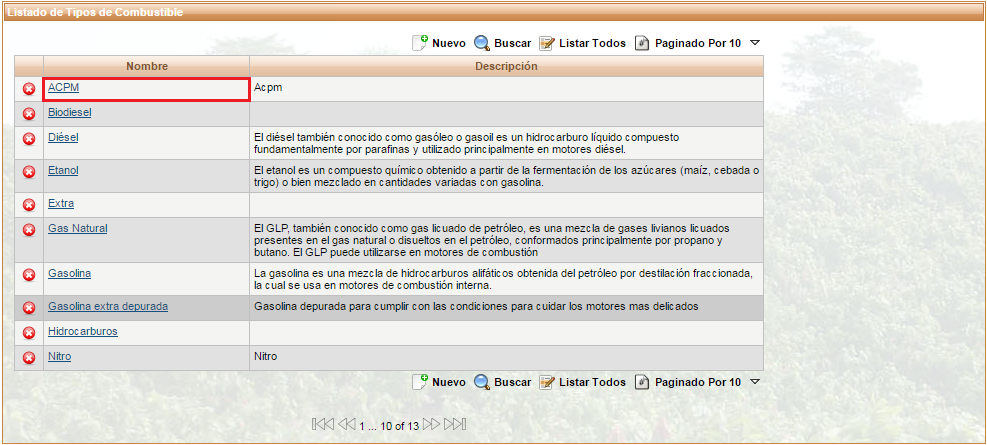 Listado de Tipos de Combustible
Nuevo Buscar Listar Todos Paginado Por 10
Nombre Descripción
ACPM Acpm
Biodiesel
Diésel El diésel también conocido como gasóleo o gasoil es un hidrocarburo líquido compuesto
fundamentalmente por parafinas y utilizado principalmente en motores diésel.
Etanol El etanol es un compuesto químico obtenido a partir de la fermentación de los azúcares (maíz, cebada o
trigo) o bien mezclado en cantidades variadas con gasolina.
Extra
Gas Natural El GLP, también conocido como gas licuado de petróleo, es una mezcla de gases livianos licuados
presentes en el gas natural o disueltos en el petróleo, conformados principalmente por propano y
butano. El GLP puede utilizarse en motores de combustión
Gasolina La gasolina es una mezcla de hidrocarburos alifáticos obtenida del petróleo por destilación fraccionada,
la cual se usa en motores de combustión interna.
Gasolina extra depurada Gasolina depurada para cumplir con las condiciones para cuidar los motores mas delicados
Hidrocarburos
Nitro Nitro
Nuevo Buscar Listar Todos Paginado Por 10
1 ... 10 of 13